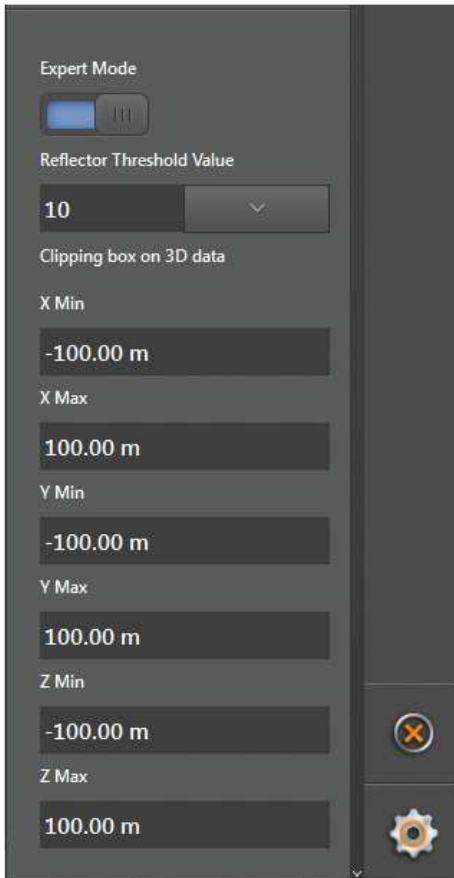 Expert Mode
Reflector Threshold Value
10
Clipping box on 3D data
X Min
-100.00 m
X Max
100.00 m
Y Min
-100.00 m
Y Max
100.00 m
Z Min
-100.00 m
Z Max
100.00 m